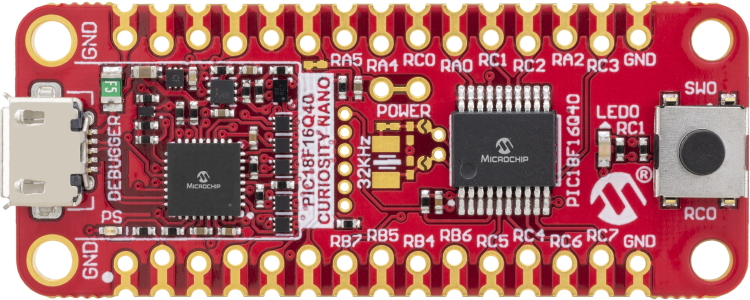 GND
RA5
RA4
RC0
RA0
RC1
RC2
RA2
RC3
GND
F5
DEBUGGER
PS
MICROCHIP
PIC18F16Q40
CURIOSITY NANO
POWER
32KHz
MICROCHIP
PIC18F16Q40
LED0
RC1
®
SW0
RC0
GND
RB7
RB5
RB4
RB6
RC5
RC4
RC6
RC7
GND